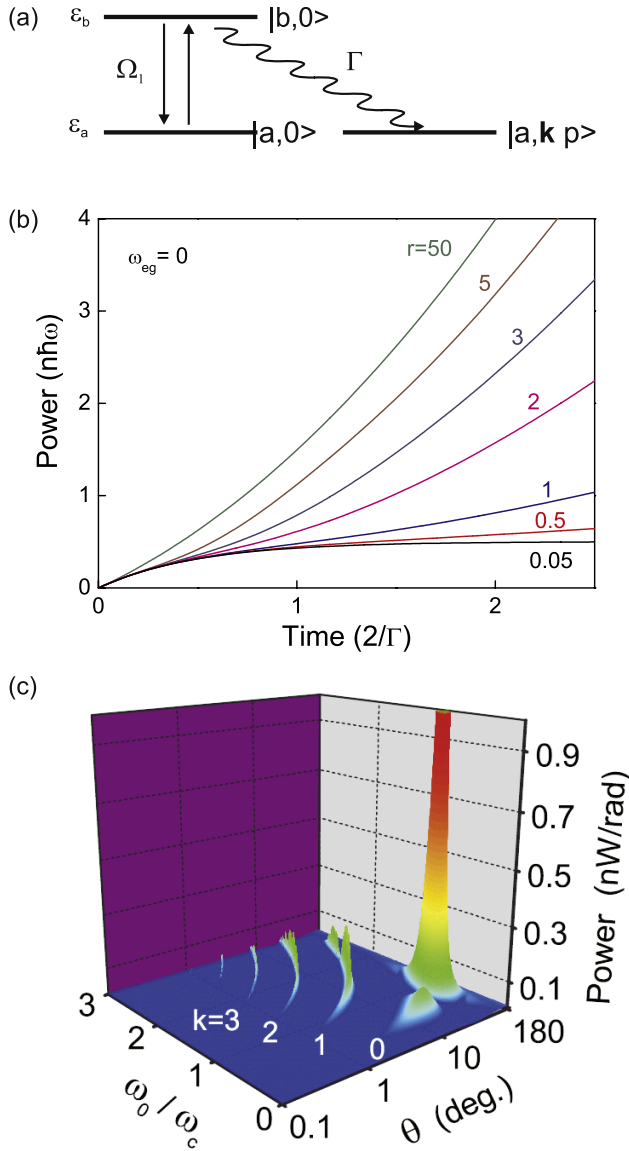 (a)
ε_b |b,0>
Ω_1 Γ
ε_a |a,0> |a,k p>
(b)
4
ω_eg = 0
r=50
5
3
3
2
2
1
1
0.5
0.05
0
0 1 2
Power (nħω)
Time (2/Γ)
(c)
0.9
0.7
0.5
0.3
0.1
Power (nW/rad)
k=3 2 1 0
3 2 1 0
ω_0 / ω_c
0.1 1 10 180
θ (deg.)